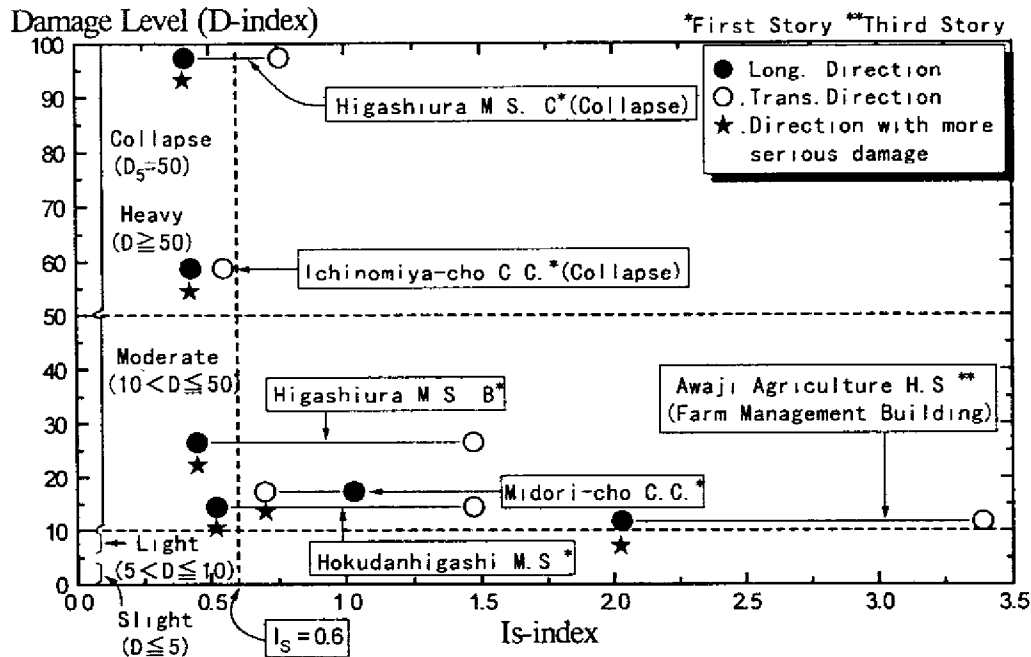 Damage Level (D-index)
*First Story **Third Story
● Long. Direction
○ .Trans. Direction
★ .Direction with more
serious damage
100
90
80
70
60
50
40
30
20
10
0
Higashiura M S. C*(Collapse)
Collapse
(D₅=50)
Heavy
(D≧50)
Ichinomiya-cho C C.*(Collapse)
Moderate
(10<D≦50)
Higashiura M S B*
Awaji Agriculture H.S **
(Farm Management Building)
Midori-cho C.C.*
Light
(5<D≦10)
Hokudanhigashi M.S *
0.0 0.5 1.0 1.5 2.0 2.5 3.0 3.5
Slight
(D≦5)
I_S=0.6
Is-index